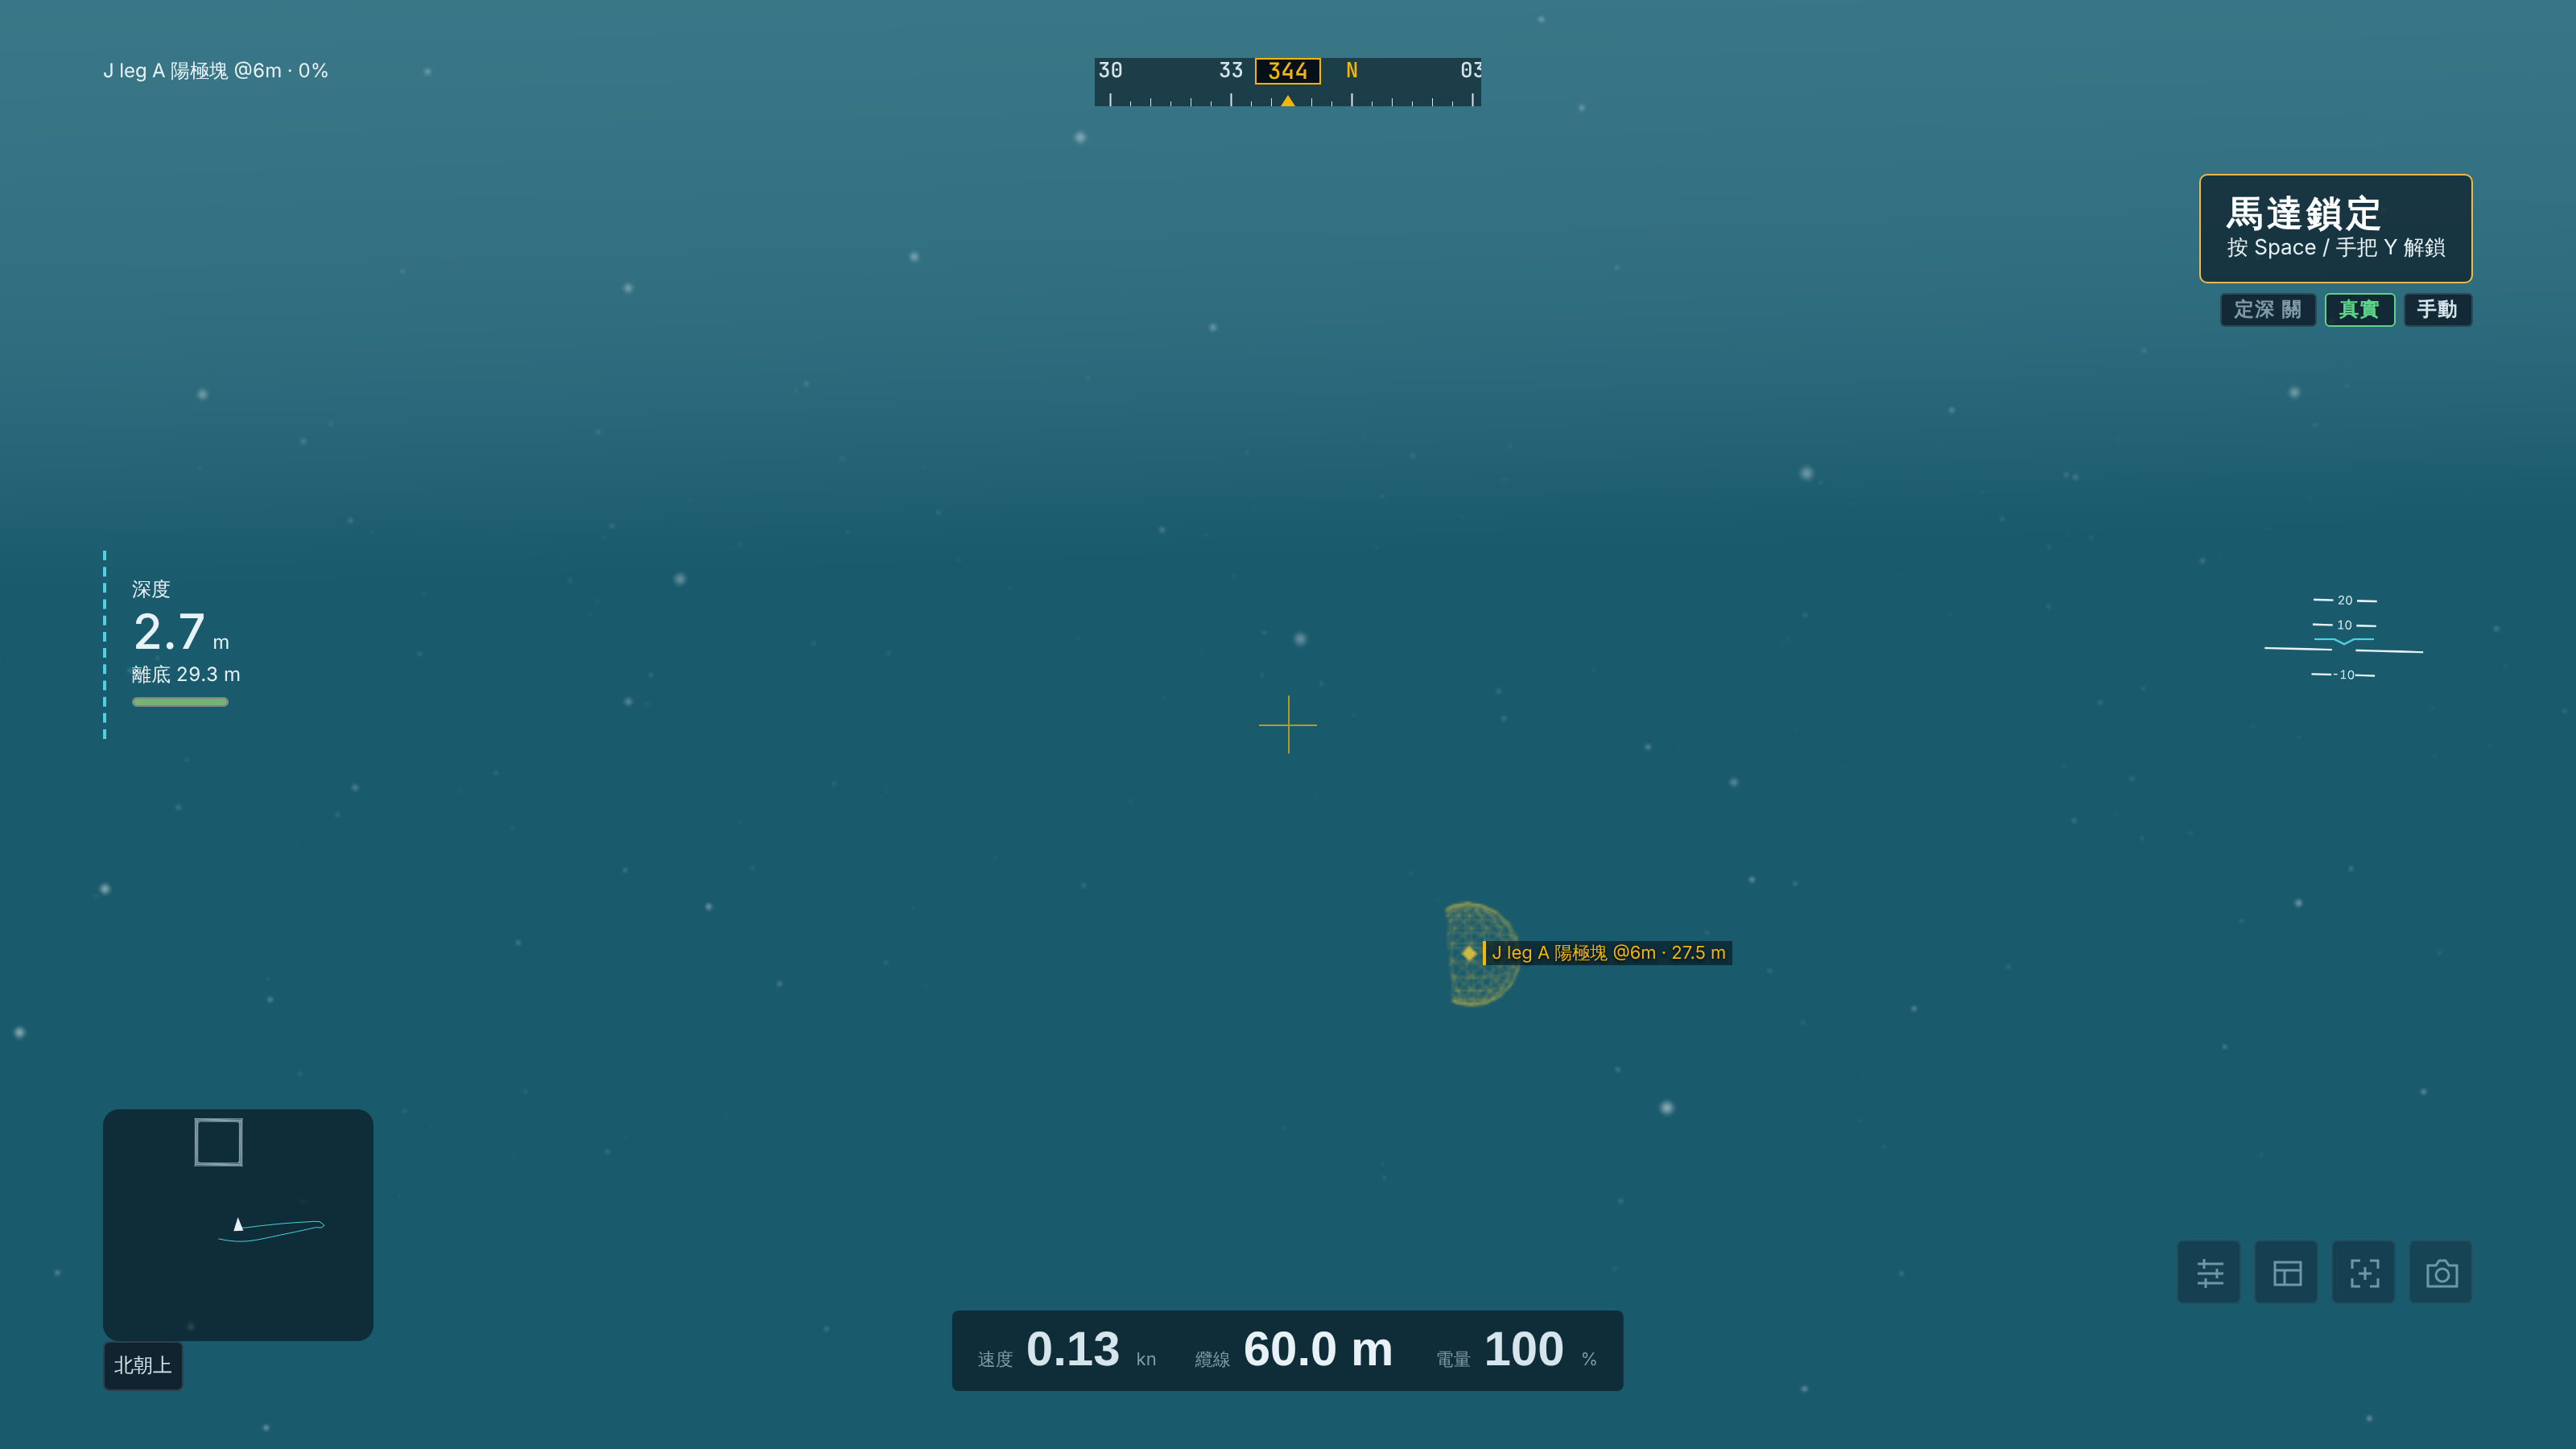 J leg A 陽極塊 @6m · 0%
30 33 344 N 03
馬達鎖定
按 Space / 手把 Y 解鎖
定深 關 真實 手動
深度
2.7 m
離底 29.3 m
20
10
-10
J leg A 陽極塊 @6m · 27.5 m
北朝上
速度 0.13 kn 纜線 60.0 m 電量 100 %